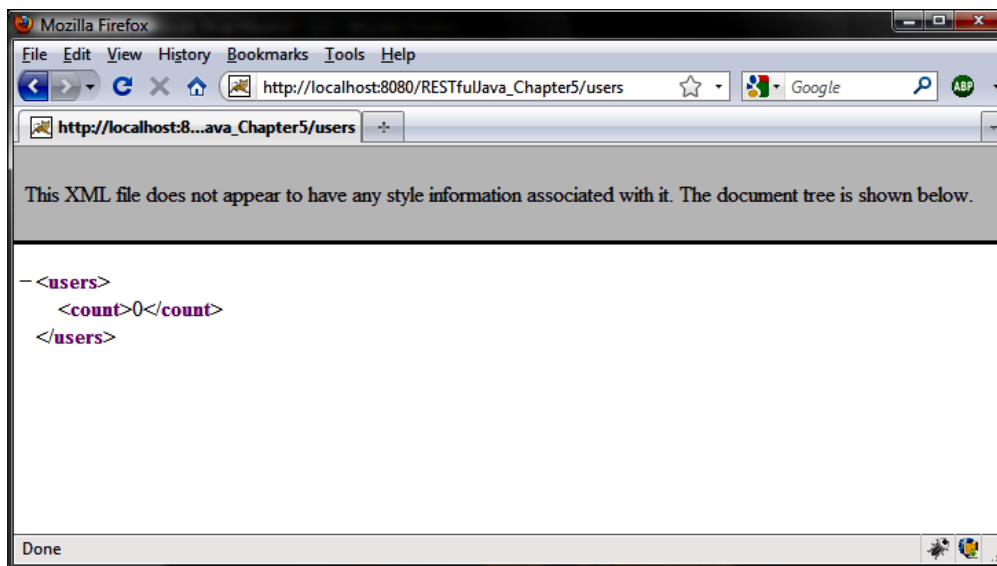 Mozilla Firefox
File Edit View History Bookmarks Tools Help
http://localhost:8080/RESTfulJava_Chapter5/users Google ABP
http://localhost:8...ava_Chapter5/users
This XML file does not appear to have any style information associated with it. The document tree is shown below.
− <users>
<count>0</count>
</users>
Done